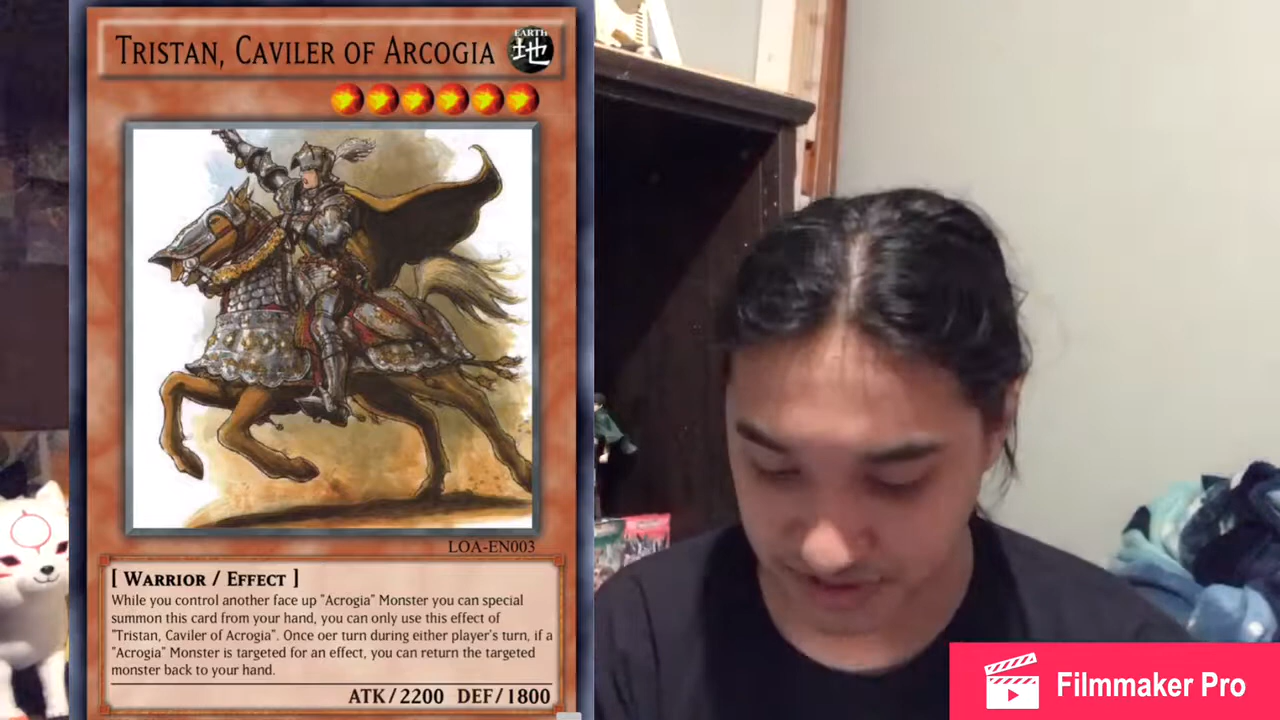 TRISTAN, CAVILER OF ARCOGIA
EARTH
地
LOA-EN003
[ WARRIOR / EFFECT ]
While you control another face up "Acrogia" Monster you can special
summon this card from your hand, you can only use this effect of
"Tristan, Caviler of Acrogia". Once oer turn during either player's turn, if a
"Acrogia" Monster is targeted for an effect, you can return the targeted
monster back to your hand.
ATK/2200 DEF/1800
Filmmaker Pro